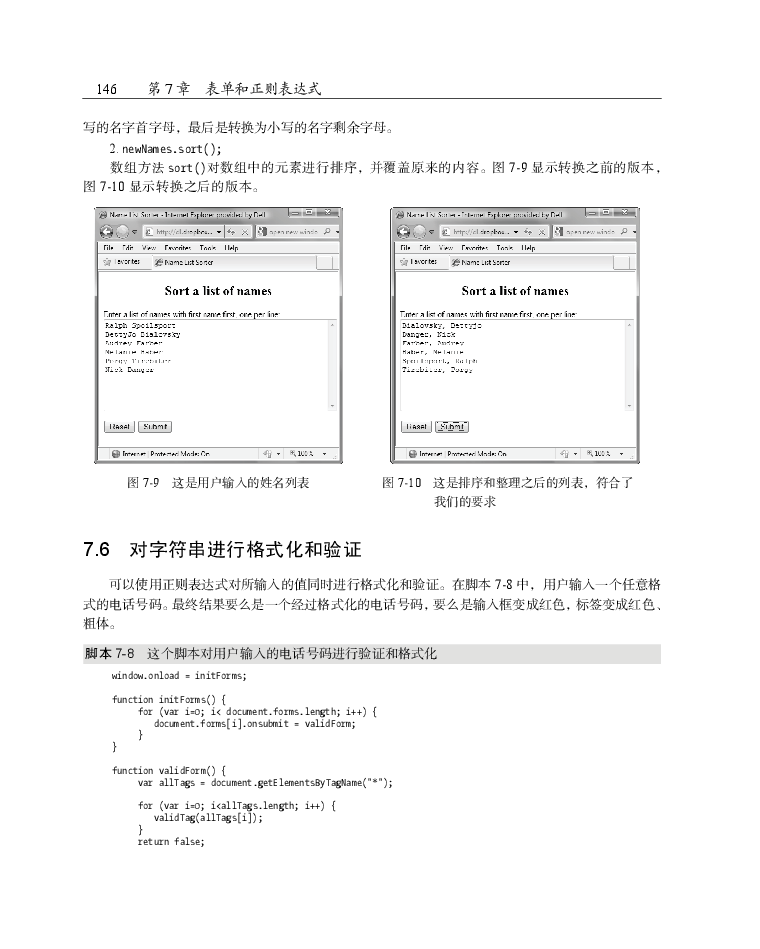 146 第 7 章 表单和正则表达式
写的名字首字母，最后是转换为小写的名字剩余字母。
2. newNames.sort();
数组方法 sort()对数组中的元素进行排序，并覆盖原来的内容。图 7-9 显示转换之前的版本，
图 7-10 显示转换之后的版本。
Name List Sorter - Internet Explorer provided by Dell
http://dl.dropbox...
File Edit View Favorites Tools Help
Favorites Name List Sorter
Sort a list of names
Enter a list of names with first name first, one per line:
Ralph Spoilsport
BettyJo Bialovsky
Audrey Farber
Melanie Haber
Porgy Tirebiter
Nick Danger
Reset Submit
Internet | Protected Mode: On 100%
Name List Sorter - Internet Explorer provided by Dell
http://dl.dropbox...
File Edit View Favorites Tools Help
Favorites Name List Sorter
Sort a list of names
Enter a list of names with first name first, one per line:
Bialovsky, Bettyjo
Danger, Nick
Farber, Audrey
Haber, Melanie
Spoilsport, Ralph
Tirebiter, Porgy
Reset Submit
Internet | Protected Mode: On 100%
图 7-9 这是用户输入的姓名列表
图 7-10 这是排序和整理之后的列表，符合了
我们的要求
7.6 对字符串进行格式化和验证
可以使用正则表达式对所输入的值同时进行格式化和验证。在脚本 7-8 中，用户输入一个任意格
式的电话号码。最终结果要么是一个经过格式化的电话号码，要么是输入框变成红色，标签变成红色、
粗体。
脚本 7-8 这个脚本对用户输入的电话号码进行验证和格式化
window.onload = initForms;
function initForms() {
for (var i=0; i< document.forms.length; i++) {
document.forms[i].onsubmit = validForm;
}
}
function validForm() {
var allTags = document.getElementsByTagName("*");
for (var i=0; i<allTags.length; i++) {
validTag(allTags[i]);
}
return false;